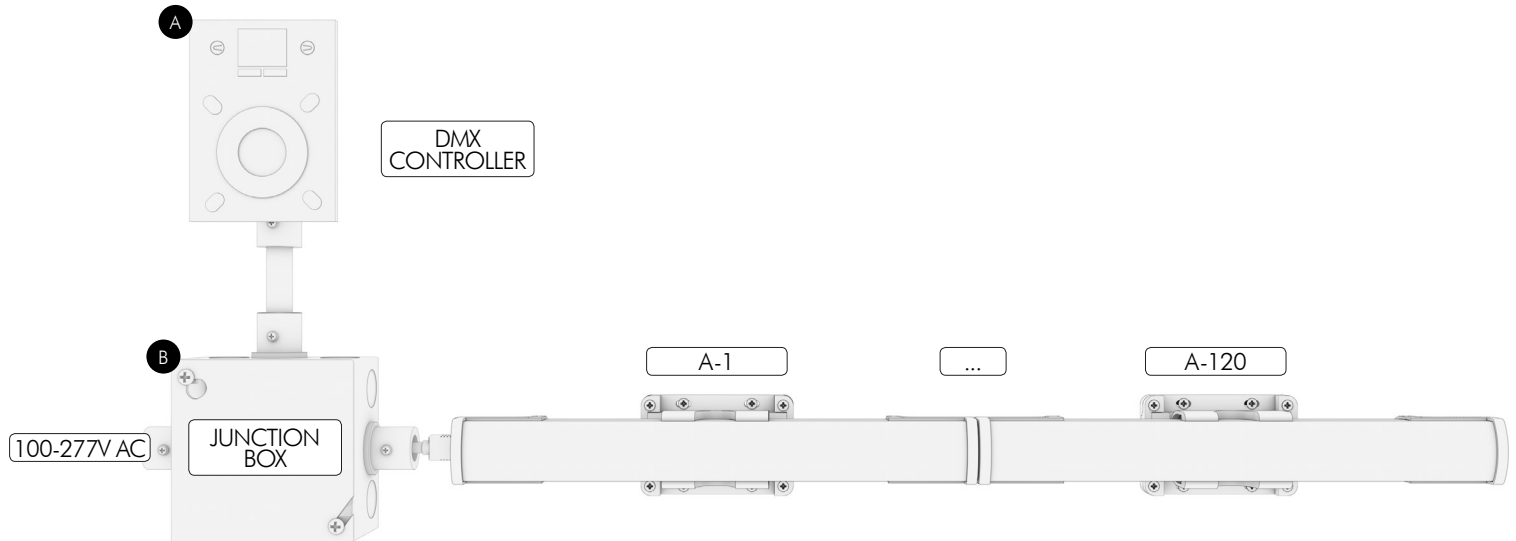 A
DMX
CONTROLLER
B
A-1
...
A-120
100-277V AC
JUNCTION
BOX